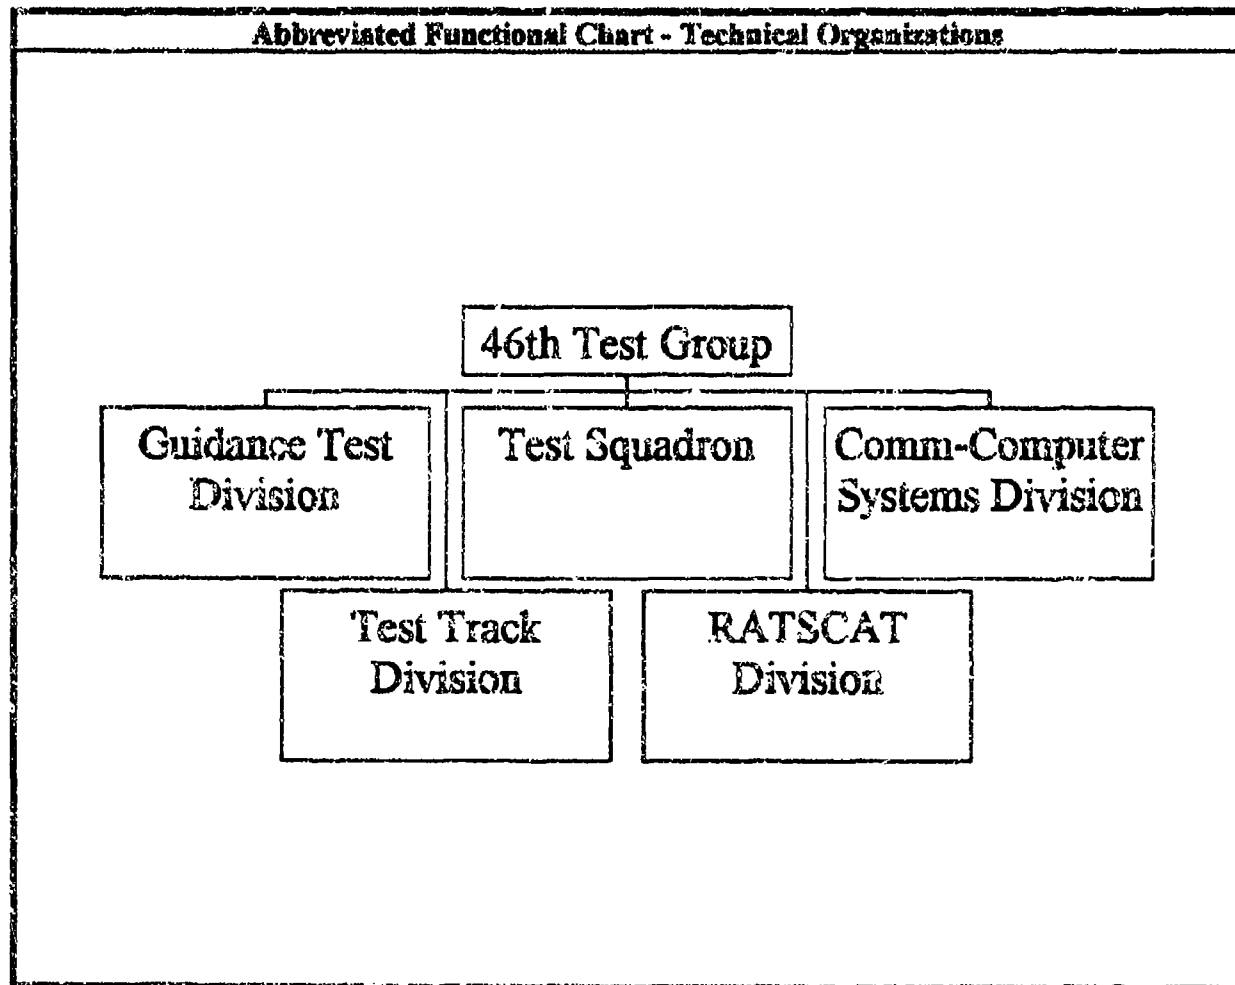 Abbreviated Functional Chart - Technical Organizations
46th Test Group
Guidance Test
Division
Test Squadron
Comm-Computer
Systems Division
Test Track
Division
RATSCAT
Division